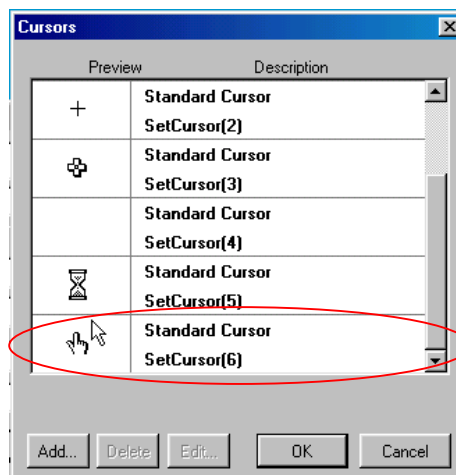 Cursors
Preview Description
Standard Cursor
SetCursor(2)
Standard Cursor
SetCursor(3)
Standard Cursor
SetCursor(4)
Standard Cursor
SetCursor(5)
Standard Cursor
SetCursor(6)
Add... Delete Edit... OK Cancel